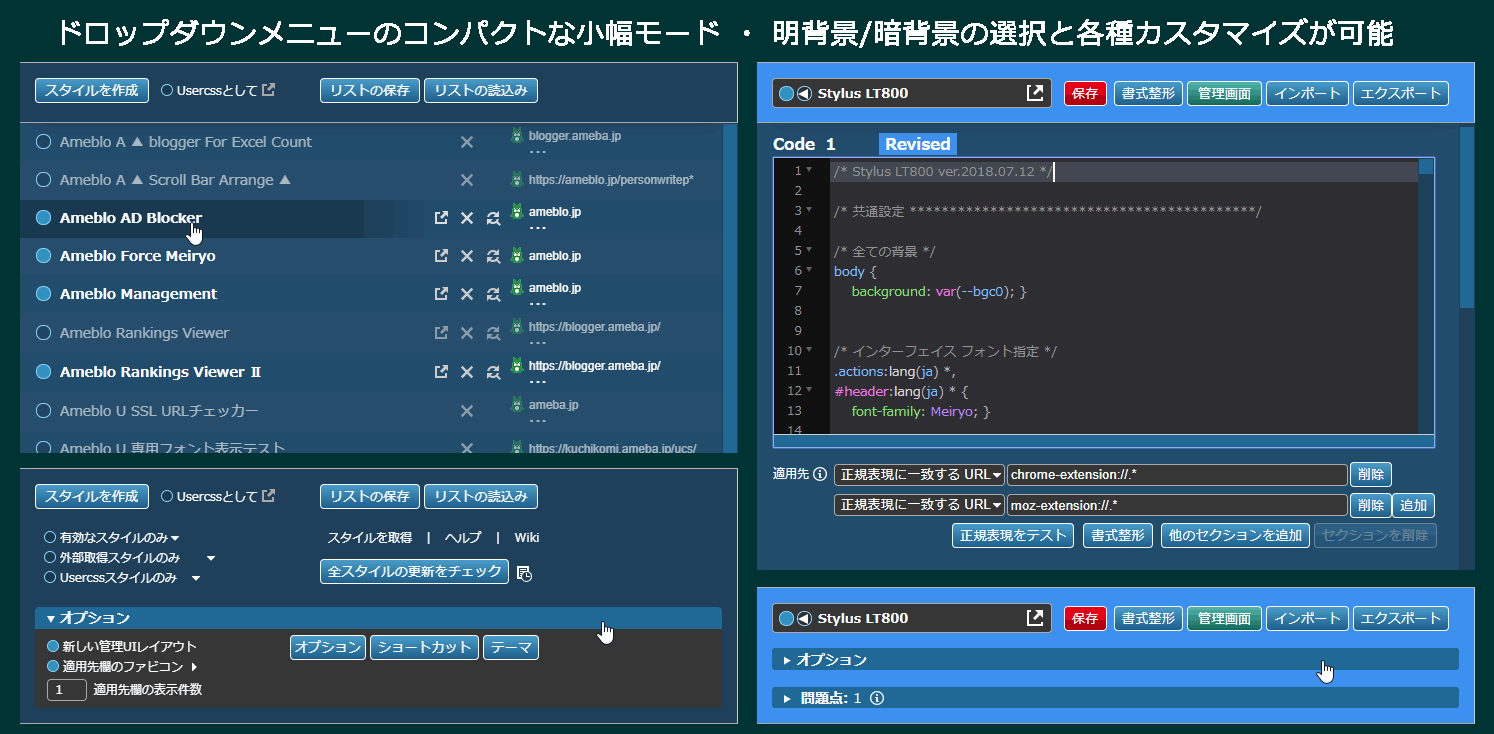 ドロップダウンメニューのコンパクトな小幅モード ・ 明背景/暗背景の選択と各種カスタマイズが可能
スタイルを作成 Usercssとして リストの保存 リストの読込み
Ameblo A ▲ blogger For Excel Count blogger.ameba.jp
...
Ameblo A ▲ Scroll Bar Arrange ▲ https://ameblo.jp/personwritep*
Ameblo AD Blocker ameblo.jp
...
Ameblo Force Meiryo ameblo.jp
Ameblo Management ameblo.jp
...
Ameblo Rankings Viewer https://blogger.ameba.jp/
...
Ameblo Rankings Viewer Ⅱ https://blogger.ameba.jp/
...
Ameblo U SSL URLチェッカー ameba.jp
...
Ameblo U 専用フォント表示テスト https://kuchikomi.ameba.jp/ucs/
スタイルを作成 Usercssとして リストの保存 リストの読込み
有効なスタイルのみ▼ スタイルを取得 | ヘルプ | Wiki
外部取得スタイルのみ ▼
Usercssスタイルのみ ▼ 全スタイルの更新をチェック
▼オプション
新しい管理UIレイアウト オプション ショートカット テーマ
適用先欄のファビコン ▶
1 適用先欄の表示件数
Stylus LT800 保存 書式整形 管理画面 インポート エクスポート
Code 1 Revised
1 /* Stylus LT800 ver.2018.07.12 */
2
3 /* 共通設定 *******************************************/
4
5 /* 全ての背景 */
6 body {
7 background: var(--bgc0); }
8
9
10 /* インターフェイス フォント指定 */
11 .actions:lang(ja) *,
12 #header:lang(ja) * {
13 font-family: Meiryo; }
14
適用先 正規表現に一致する URL▼ chrome-extension://.* 削除
正規表現に一致する URL▼ moz-extension://.* 削除 追加
正規表現をテスト 書式整形 他のセクションを追加 セクションを削除
Stylus LT800 保存 書式整形 管理画面 インポート エクスポート
▶ オプション
▶ 問題点: 1